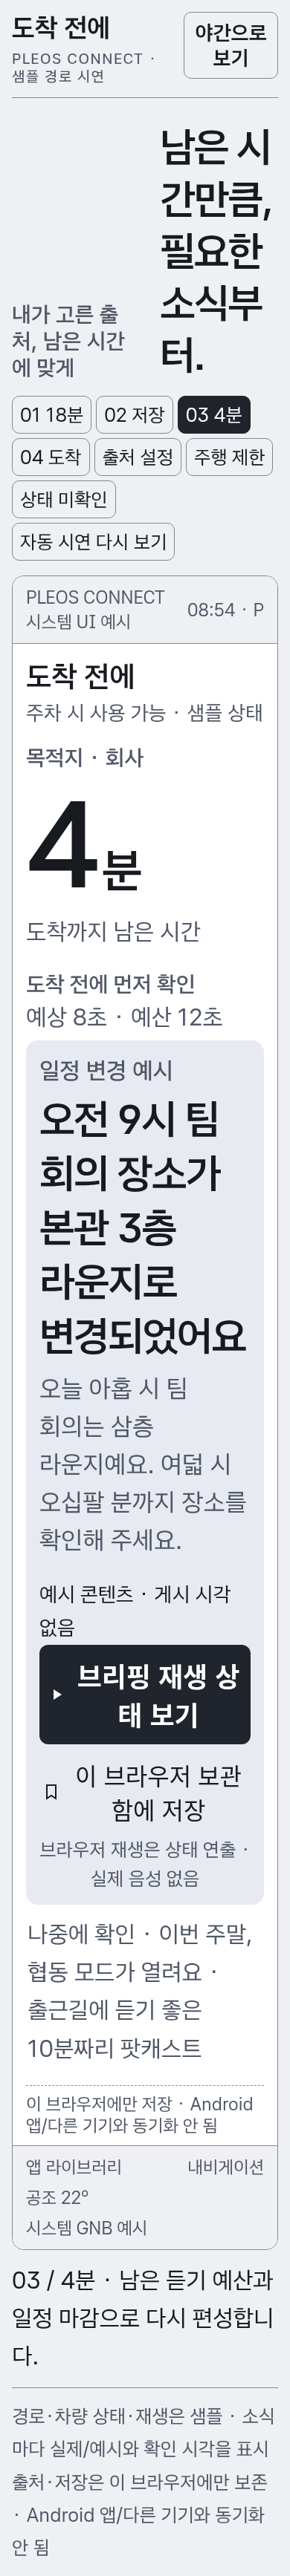 도착 전에
PLEOS CONNECT ·
샘플 경로 시연
야간으로
보기
내가 고른 출
처, 남은 시간
에 맞게
남은 시
간만큼,
필요한
소식부
터.
01 18분 02 저장 03 4분
04 도착 출처 설정 주행 제한
상태 미확인
자동 시연 다시 보기
PLEOS CONNECT
시스템 UI 예시
08:54 · P
도착 전에
주차 시 사용 가능 · 샘플 상태
목적지 · 회사
4분
도착까지 남은 시간
도착 전에 먼저 확인
예상 8초 · 예산 12초
일정 변경 예시
오전 9시 팀
회의 장소가
본관 3층
라운지로
변경되었어요
오늘 아홉 시 팀
회의는 삼층
라운지예요. 여덟 시
오십팔 분까지 장소를
확인해 주세요.
예시 콘텐츠 · 게시 시각
없음
브리핑 재생 상
태 보기
이 브라우저 보관
함에 저장
브라우저 재생은 상태 연출 ·
실제 음성 없음
나중에 확인 · 이번 주말,
협동 모드가 열려요 ·
출근길에 듣기 좋은
10분짜리 팟캐스트
이 브라우저에만 저장 · Android
앱/다른 기기와 동기화 안 됨
앱 라이브러리 내비게이션
공조 22°
시스템 GNB 예시
03 / 4분 · 남은 듣기 예산과
일정 마감으로 다시 편성합니
다.
경로·차량 상태·재생은 샘플 · 소식
마다 실제/예시와 확인 시각을 표시
출처·저장은 이 브라우저에만 보존
· Android 앱/다른 기기와 동기화
안 됨